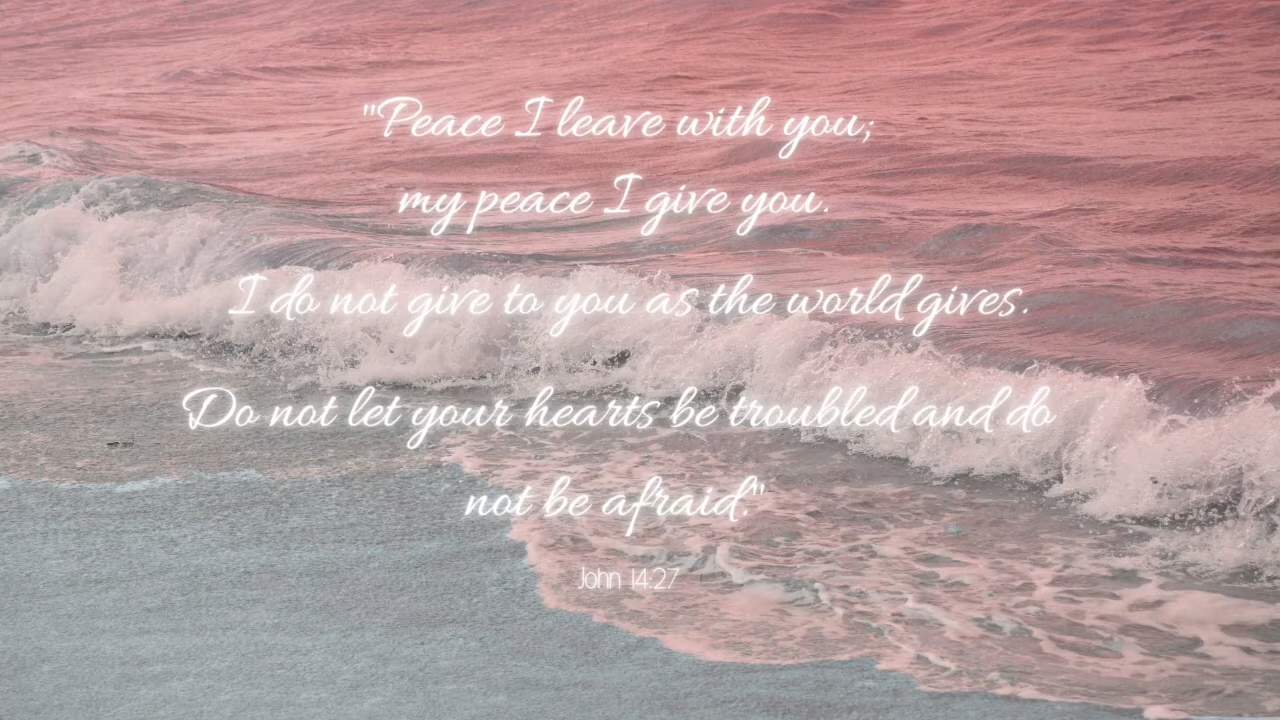 "Peace I leave with you;
my peace I give you.
I do not give to you as the world gives.
Do not let your hearts be troubled and do
not be afraid."
John 14:27